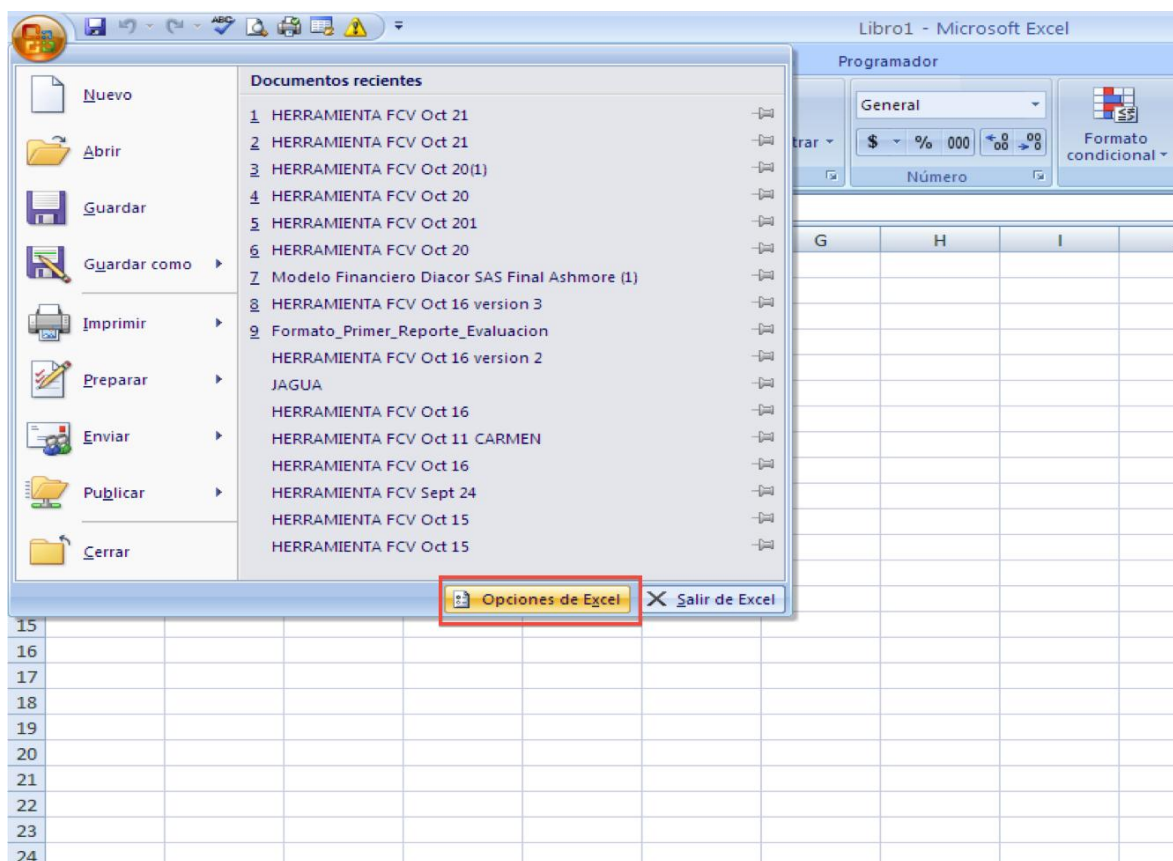 ABC
Libro1 - Microsoft Excel
Programador
Nuevo
Abrir
Guardar
Guardar como
Imprimir
Preparar
Enviar
Publicar
Cerrar
Documentos recientes
1 HERRAMIENTA FCV Oct 21
2 HERRAMIENTA FCV Oct 21
3 HERRAMIENTA FCV Oct 20(1)
4 HERRAMIENTA FCV Oct 20
5 HERRAMIENTA FCV Oct 201
6 HERRAMIENTA FCV Oct 20
7 Modelo Financiero Diacor SAS Final Ashmore (1)
8 HERRAMIENTA FCV Oct 16 version 3
9 Formato_Primer_Reporte_Evaluacion
HERRAMIENTA FCV Oct 16 version 2
JAGUA
HERRAMIENTA FCV Oct 16
HERRAMIENTA FCV Oct 11 CARMEN
HERRAMIENTA FCV Oct 16
HERRAMIENTA FCV Sept 24
HERRAMIENTA FCV Oct 15
HERRAMIENTA FCV Oct 15
Opciones de Excel
Salir de Excel
trar
General
$ % 000 ,00 ,0
Número
Formato
condicional
G H I
15
16
17
18
19
20
21
22
23
24